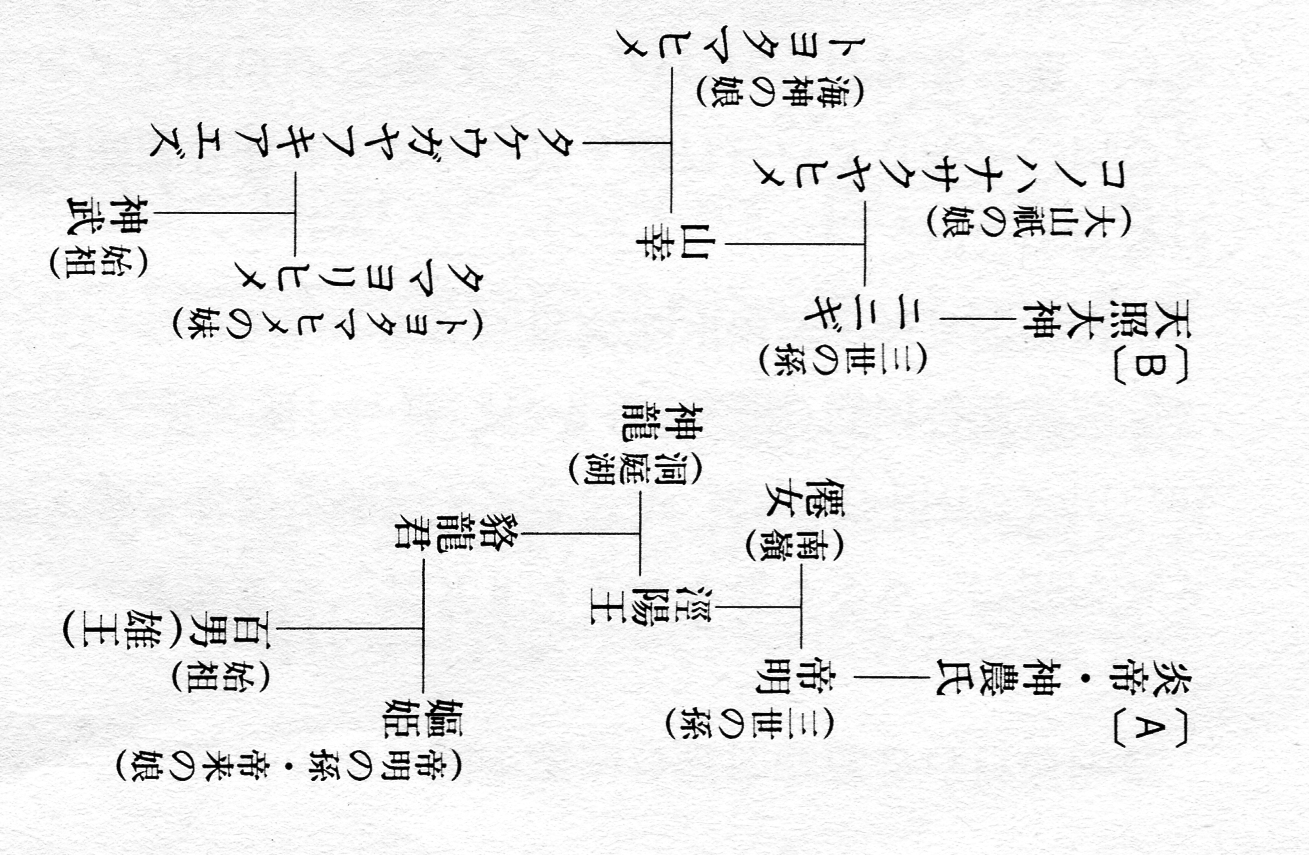 〔A〕
炎帝・神農氏
帝明
(三世の孫)
僊女
(南嶺)
涇陽王
神龍
(洞庭湖)
貉龍君
嫗姫
(帝明の孫・帝来の娘)
百男(雄王)
(始祖)
〔B〕
天照大神
ニニギ
(三世の孫)
コノハナサクヤヒメ
(大山祇の娘)
山幸
トヨタマヒメ
(海神の娘)
タケウガヤフキアエズ
タマヨリヒメ
(トヨタマヒメの妹)
神武
(始祖)